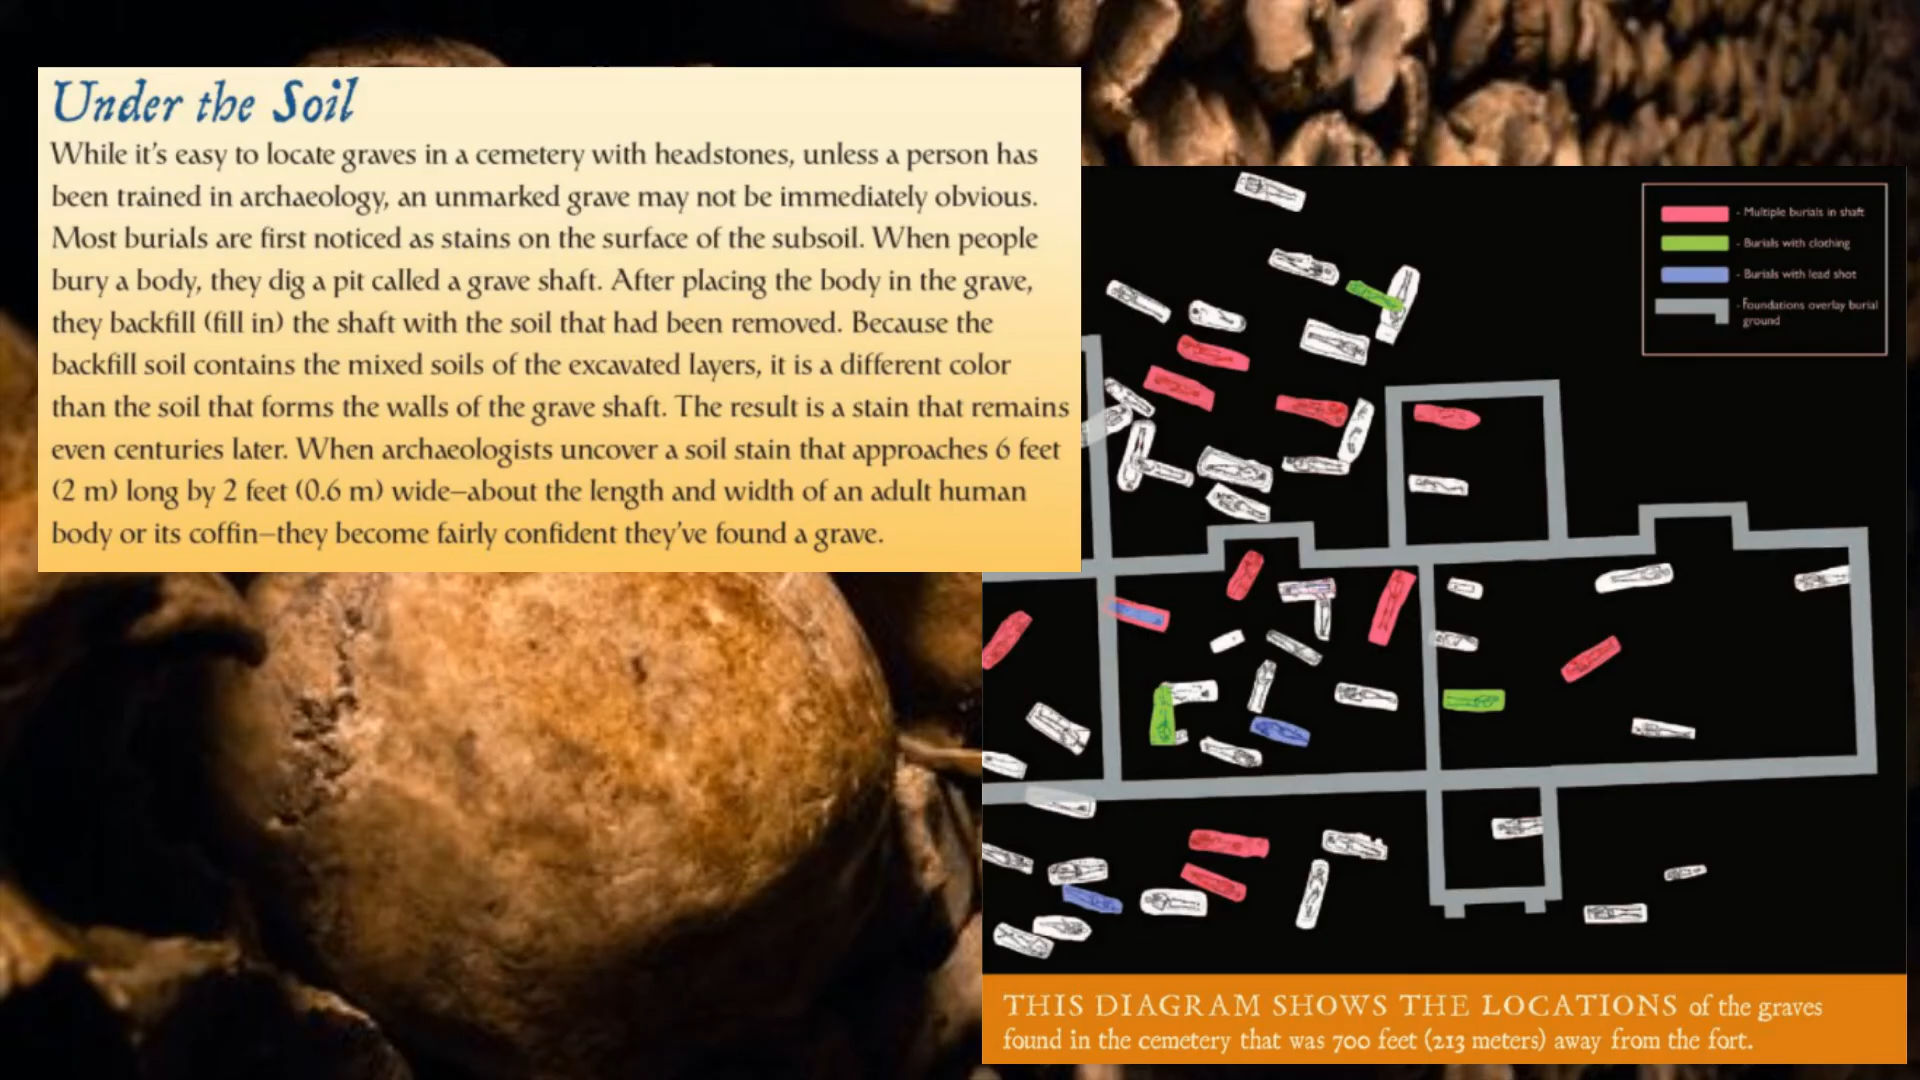 Under the Soil
While it's easy to locate graves in a cemetery with headstones, unless a person has
been trained in archaeology, an unmarked grave may not be immediately obvious.
Most burials are first noticed as stains on the surface of the subsoil. When people
bury a body, they dig a pit called a grave shaft. After placing the body in the grave,
they backfill (fill in) the shaft with the soil that had been removed. Because the
backfill soil contains the mixed soils of the excavated layers, it is a different color
than the soil that forms the walls of the grave shaft. The result is a stain that remains
even centuries later. When archaeologists uncover a soil stain that approaches 6 feet
(2 m) long by 2 feet (0.6 m) wide—about the length and width of an adult human
body or its coffin—they become fairly confident they've found a grave.
- Multiple burials in shaft
- Burials with clothing
- Burials with lead shot
- Foundations overlay burial
ground
THIS DIAGRAM SHOWS THE LOCATIONS of the graves
found in the cemetery that was 700 feet (213 meters) away from the fort.